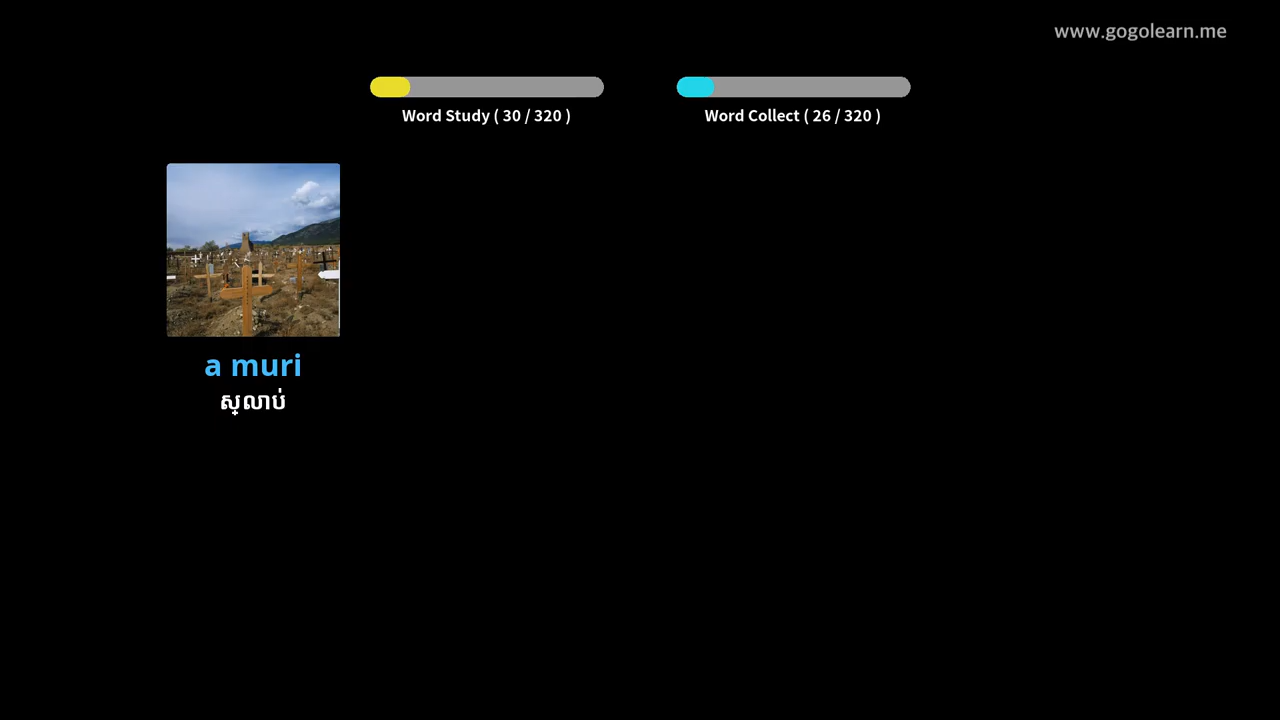 www.gogolearn.me
Word Study ( 30 / 320 )
Word Collect ( 26 / 320 )
a muri
ស្លាប់